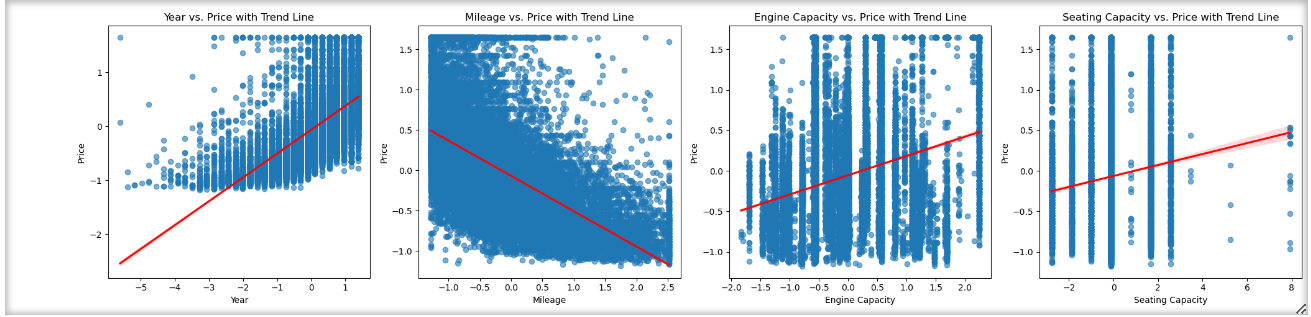 Year vs. Price with Trend Line
Mileage vs. Price with Trend Line
Engine Capacity vs. Price with Trend Line
Seating Capacity vs. Price with Trend Line
Price
1
0
−1
−2
−5 −4 −3 −2 −1 0 1
Year
Price
1.5
1.0
0.5
0.0
−0.5
−1.0
−1.0 −0.5 0.0 0.5 1.0 1.5 2.0 2.5
Mileage
Price
1.5
1.0
0.5
0.0
−0.5
−1.0
−2.0 −1.5 −1.0 −0.5 0.0 0.5 1.0 1.5 2.0
Engine Capacity
Price
1.5
1.0
0.5
0.0
−0.5
−1.0
−2 0 2 4 6 8
Seating Capacity